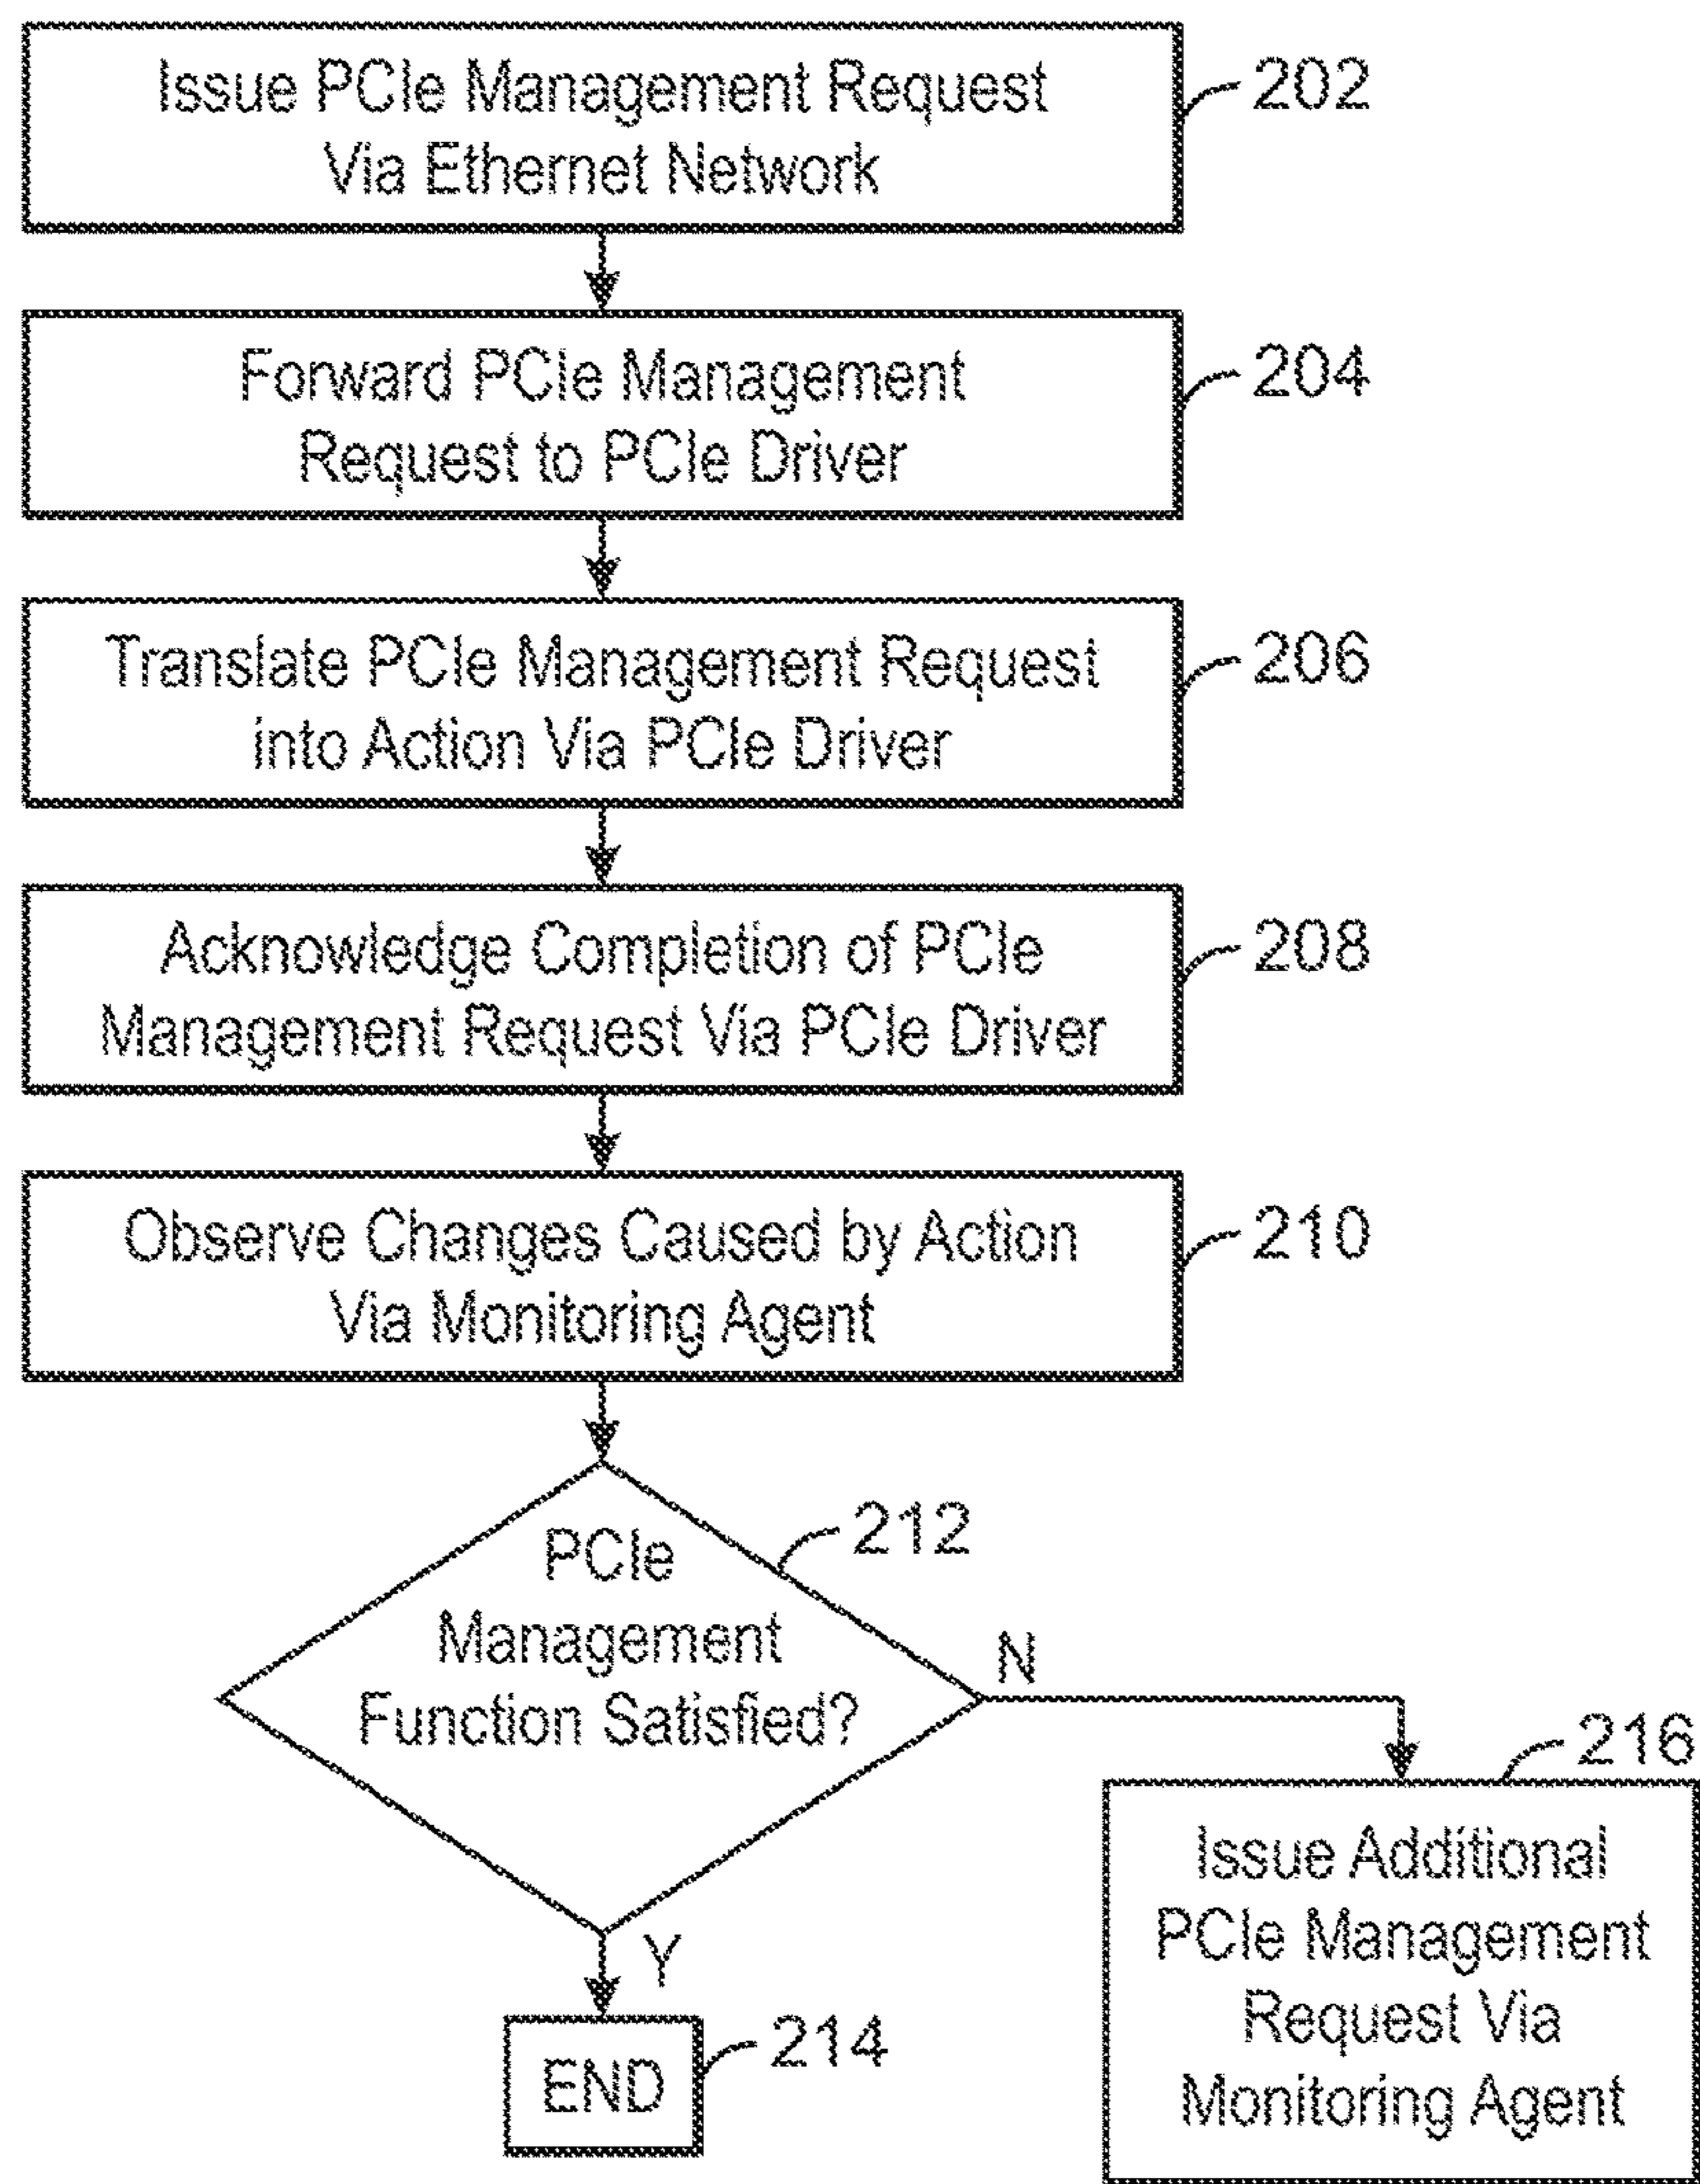 Issue PCIe Management Request
Via Ethernet Network
202
Forward PCIe Management
Request to PCIe Driver
204
Translate PCIe Management Request
into Action Via PCIe Driver
206
Acknowledge Completion of PCIe
Management Request Via PCIe Driver
208
Observe Changes Caused by Action
Via Monitoring Agent
210
PCIe
Management
Function Satisfied?
212
N
Y
END
214
216
Issue Additional
PCIe Management
Request Via
Monitoring Agent